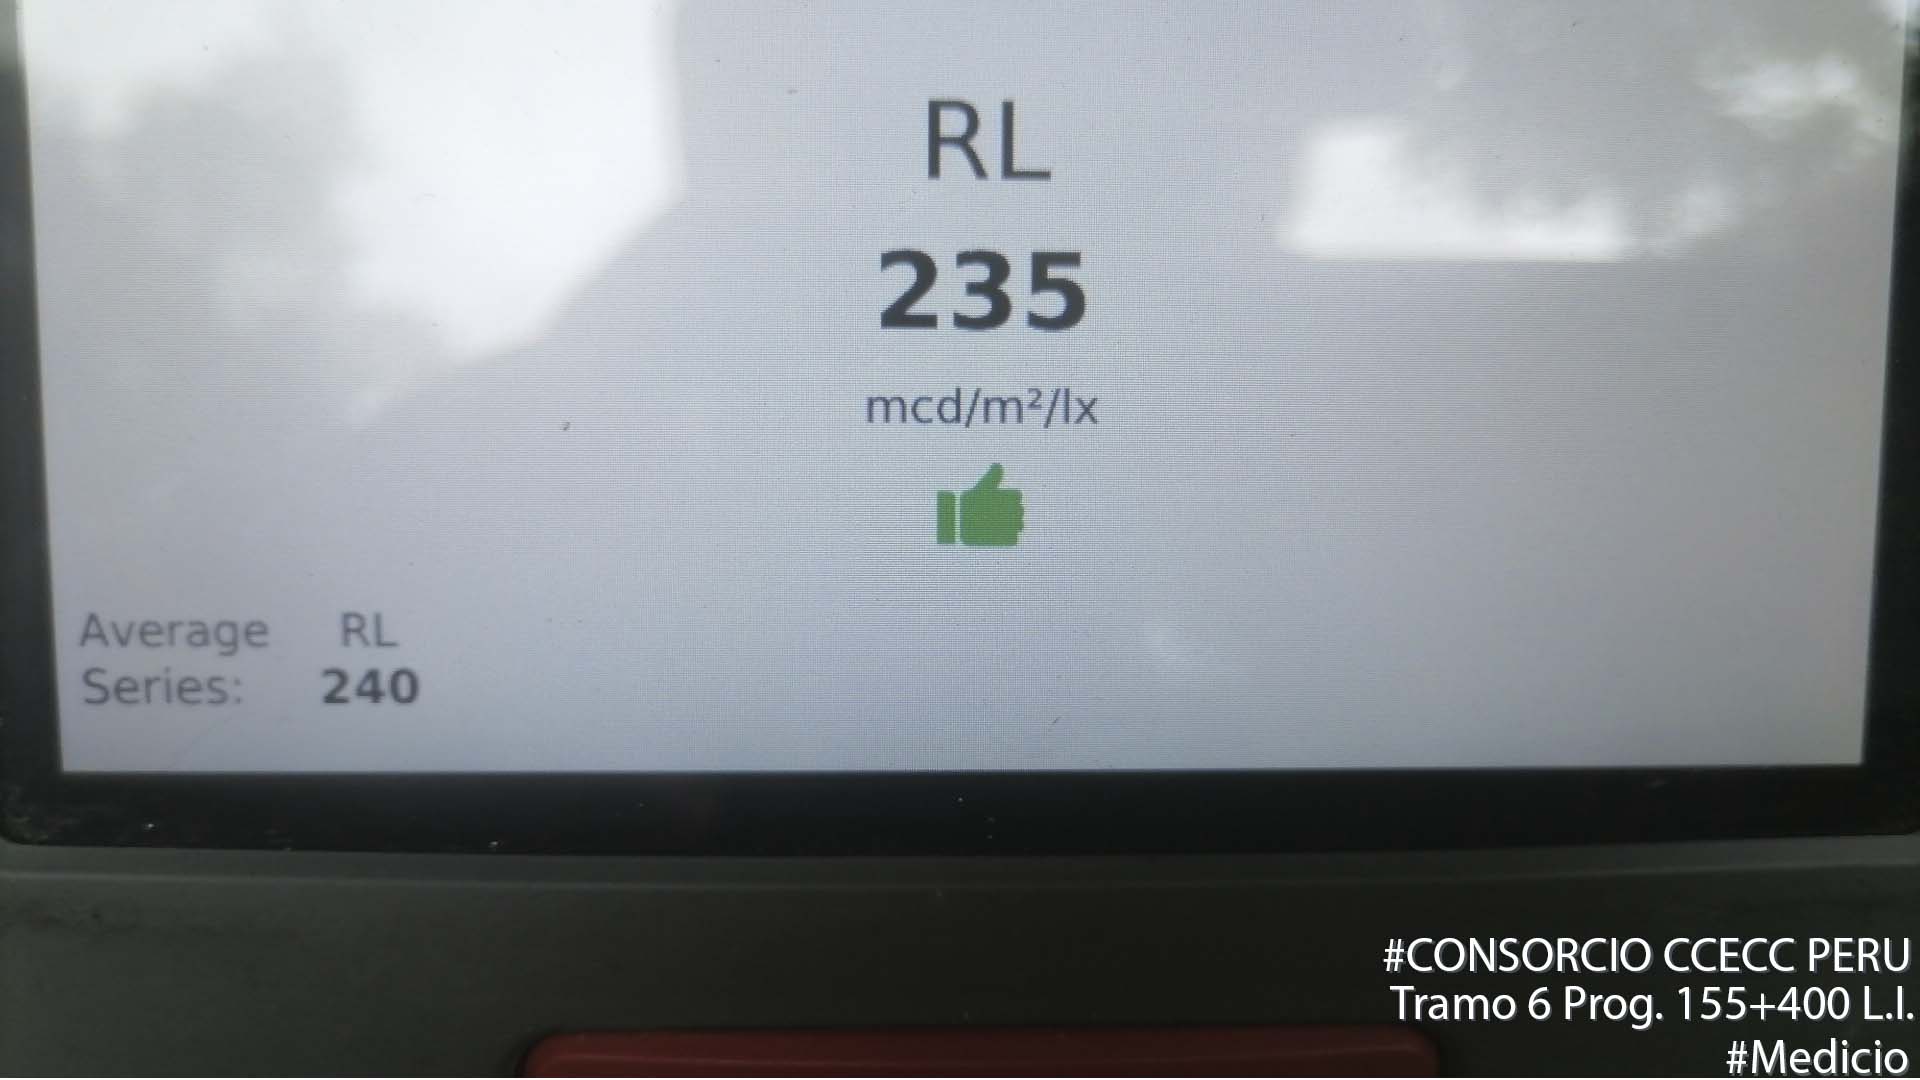 RL
235
mcd/m²/lx
Average RL
Series: 240
#CONSORCIO CCECC PERU
Tramo 6 Prog. 155+400 L.I.
#Medicio